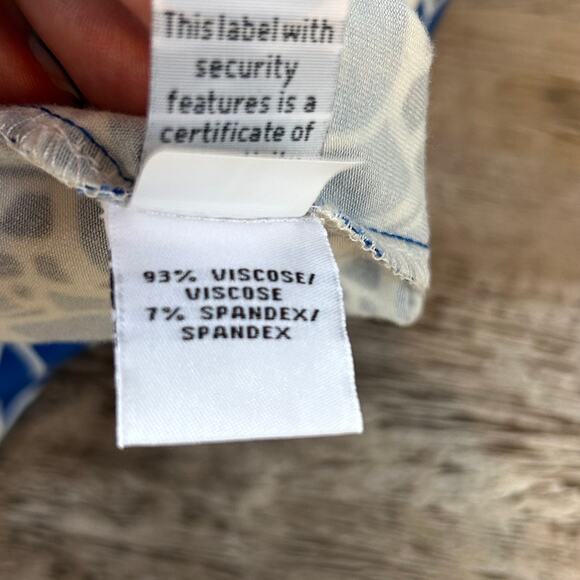 This label with
security
features is a
certificate of
93% VISCOSE/
VISCOSE
7% SPANDEX/
SPANDEX